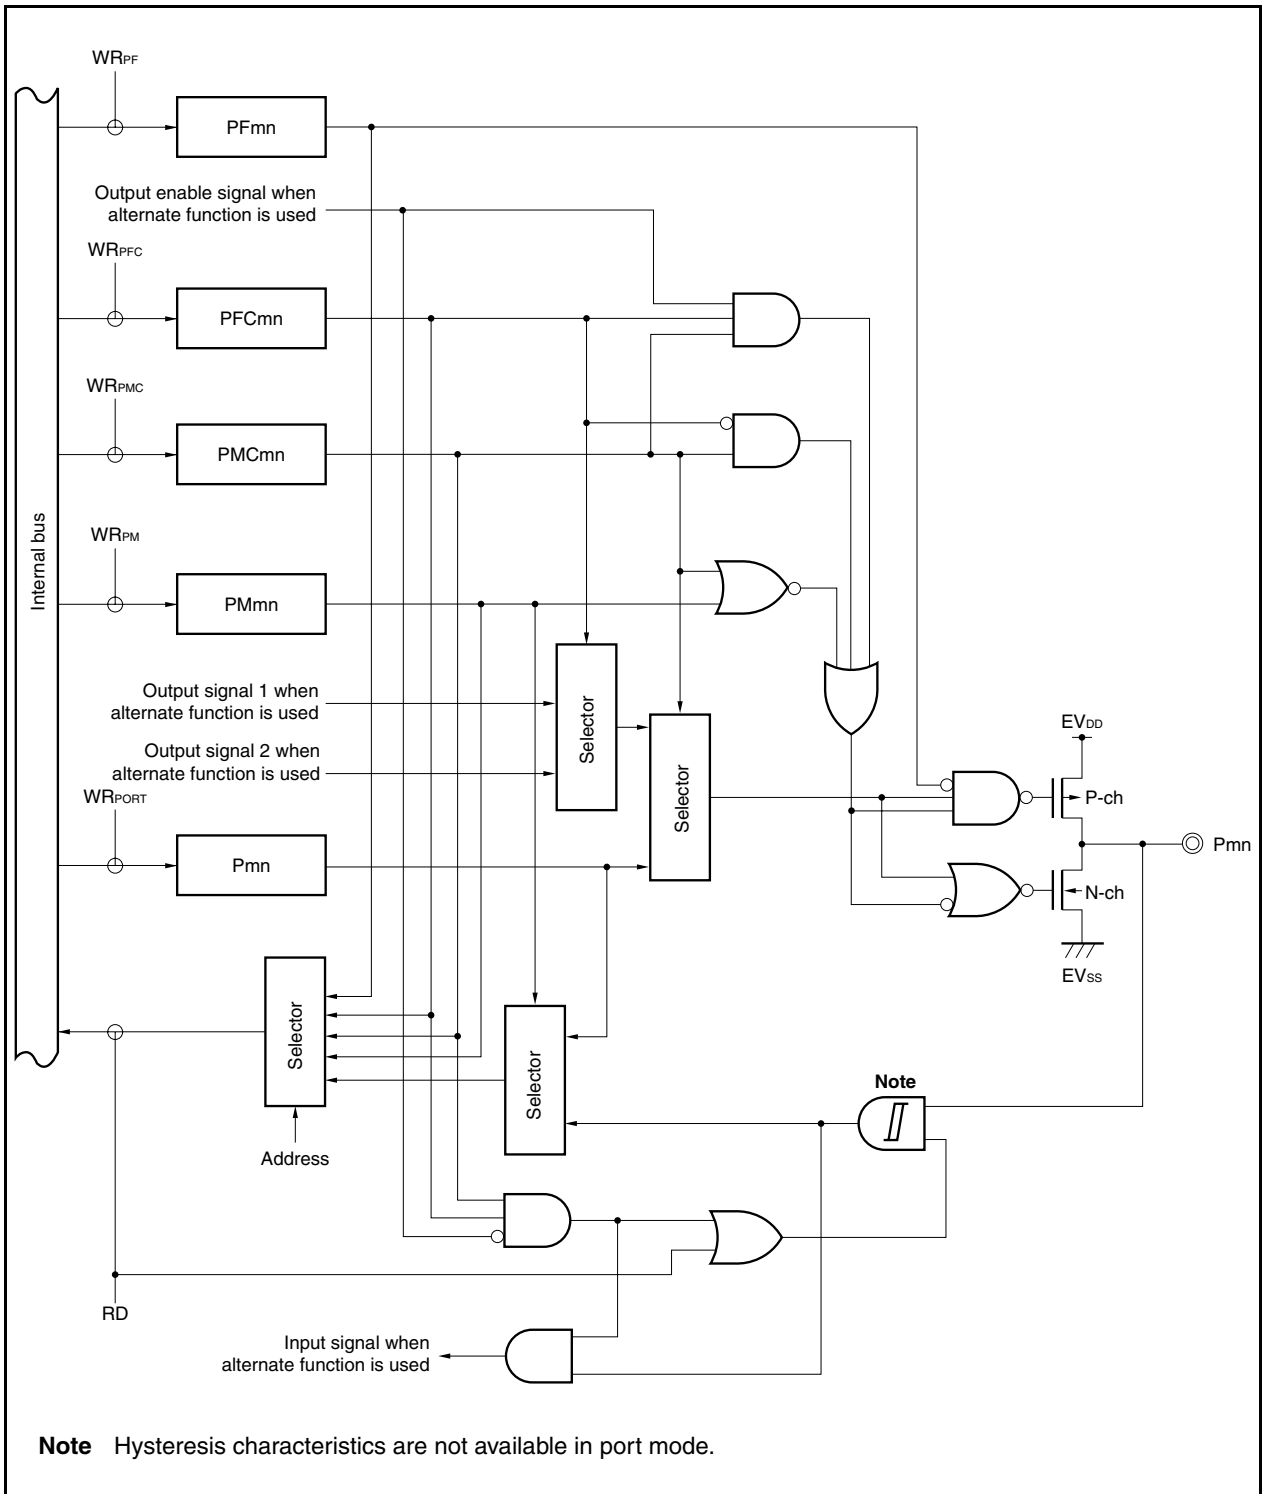 WRPF
PFmn
Output enable signal when
alternate function is used
WRPFC
PFCmn
WRPMC
PMCmn
WRPM
PMmn
Internal bus
Output signal 1 when
alternate function is used
Output signal 2 when
alternate function is used
Selector
Selector
WRPORT
Pmn
EVDD
P-ch
Pmn
N-ch
EVSS
Selector
Selector
Address
Note
RD
Input signal when
alternate function is used
Note Hysteresis characteristics are not available in port mode.